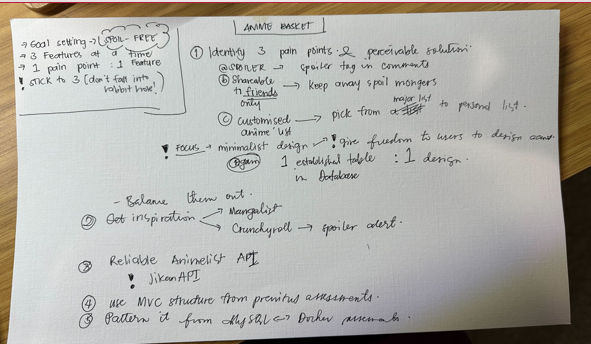 ANIME BASKET
→ Goal setting → SPOIL-FREE
→ 3 Features at a time
→ 1 pain point : 1 Feature
! STICK to 3 (don't fall into rabbit hole!)
① Identify 3 pain points & perceivable solution.
@SPOILER → spoiler tag in comments
ⓑ Shareable → keep away spoil mongers
to friends
only
major list
ⓒ customised → pick from a to personal list.
anime list
! FOCUS → minimalist design ! give freedom to users to design
1 established table : 1 design.
in Database
- Balance them out.
② Get inspiration Mangalist
Crunchyroll → spoiler alert.
③ Reliable Animelist API
! JikanAPI
④ use MVC structure from previous assessments.
⑤ Pattern it from MySQL Docker